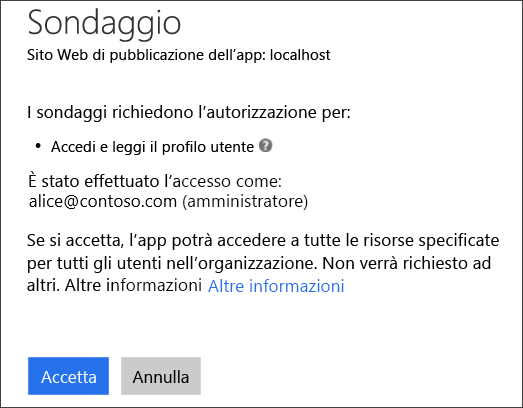 Sondaggio
Sito Web di pubblicazione dell'app: localhost
I sondaggi richiedono l'autorizzazione per:
• Accedi e leggi il profilo utente ?
È stato effettuato l'accesso come:
alice@contoso.com (amministratore)
Se si accetta, l'app potrà accedere a tutte le risorse specificate
per tutti gli utenti nell'organizzazione. Non verrà richiesto ad
altri. Altre informazioni Altre informazioni
Accetta Annulla